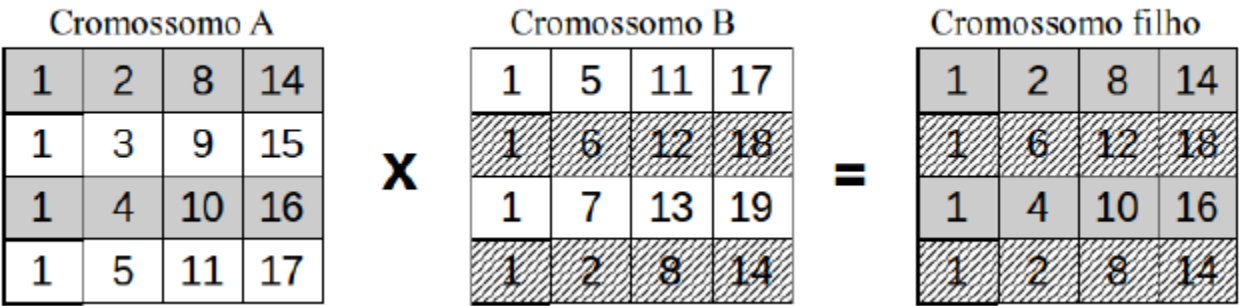 Cromossomo A Cromossomo B Cromossomo filho
1 2 8 14 1 5 11 17 1 2 8 14
1 3 9 15 1 6 12 18 1 6 12 18
X =
1 4 10 16 1 7 13 19 1 4 10 16
1 5 11 17 1 2 8 14 1 2 8 14